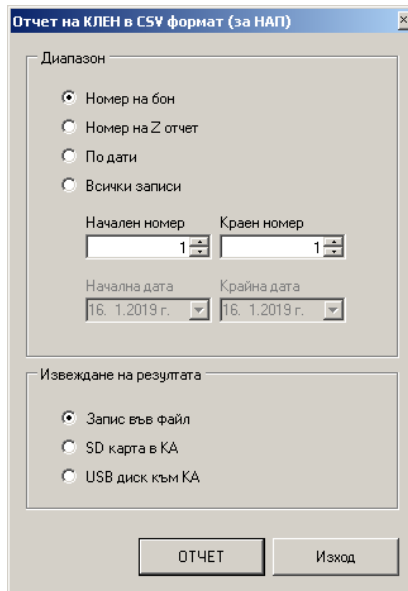 Отчет на КЛЕН в CSV формат (за НАП)
Диапазон
Номер на бон
Номер на Z отчет
По дати
Всички записи
Начален номер Краен номер
1 1
Начална дата Крайна дата
16. 1.2019 г. 16. 1.2019 г.
Извеждане на резултата
Запис във файл
SD карта в КА
USB диск към КА
ОТЧЕТ Изход